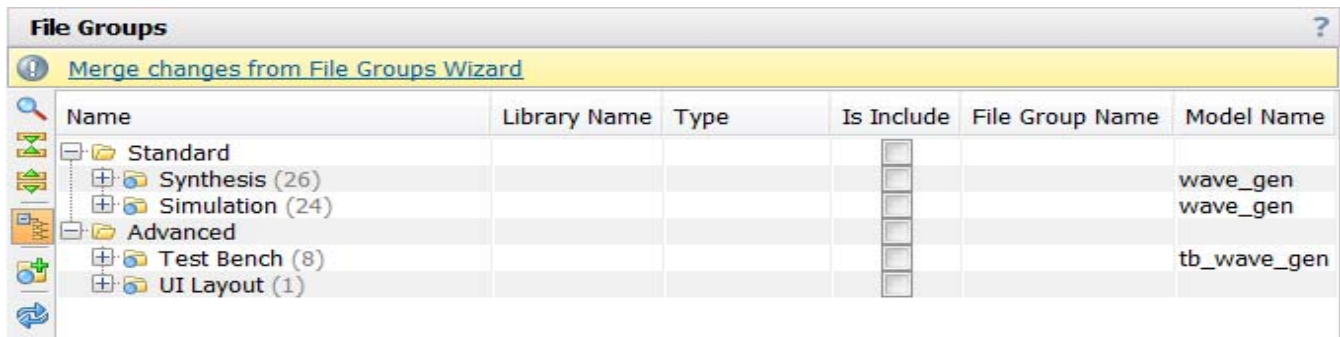 File Groups ?
Merge changes from File Groups Wizard
Name Library Name Type Is Include File Group Name Model Name
Standard
Synthesis (26) wave_gen
Simulation (24) wave_gen
Advanced
Test Bench (8) tb_wave_gen
UI Layout (1)